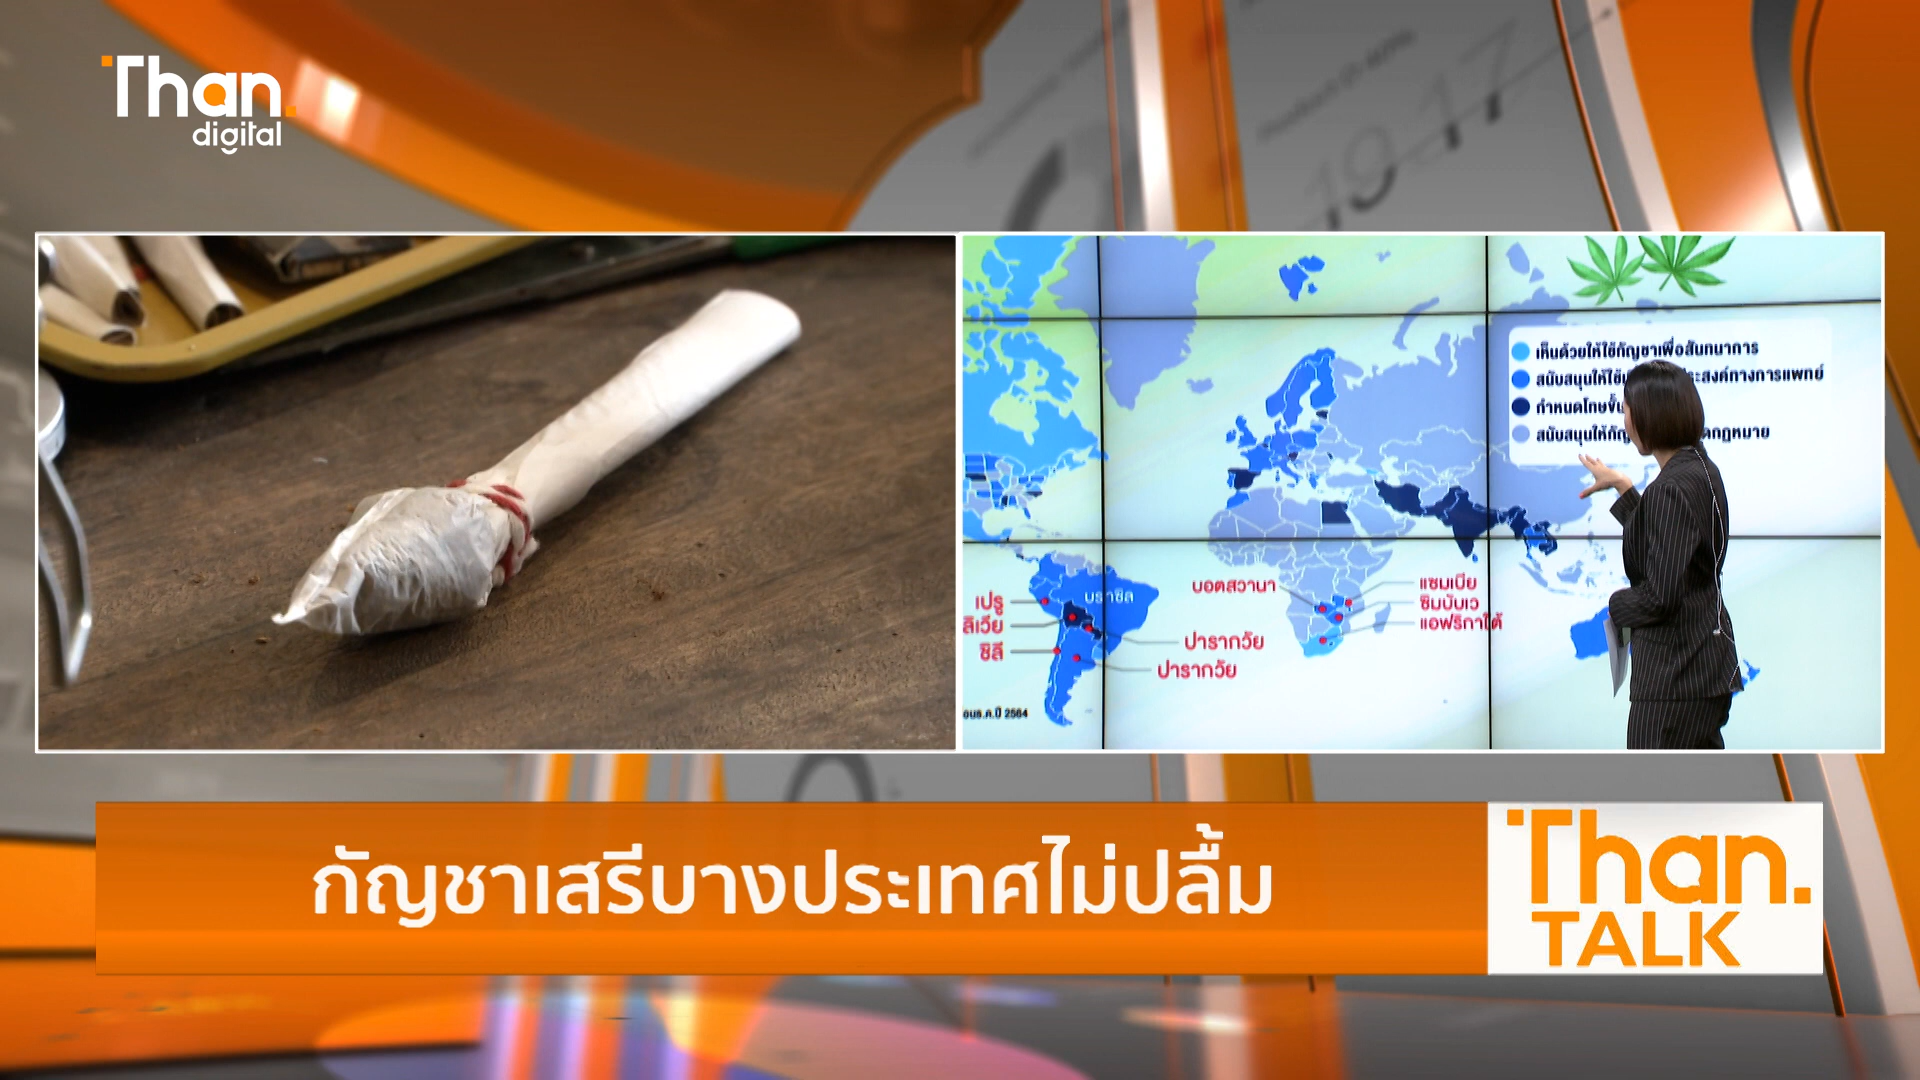 Than.
digital
19 17
เห็นด้วยให้ใช้กัญชาเพื่อสันทนาการ
สนับสนุนให้ใช้ ระสงค์ทางการแพทย์
กำหนดโทษขั้น
สนับสนุนให้กัญ กฎหมาย
บราซิล
เปรู
ลิเวีย
ชิลี
ปารากวัย
ปารากวัย
บอตสวานา
แซมเบีย
ซิมบับเว
แอฟริกาใต้
ปี 2564
กัญชาเสรีบางประเทศไม่ปลื้ม
Than.
TALK